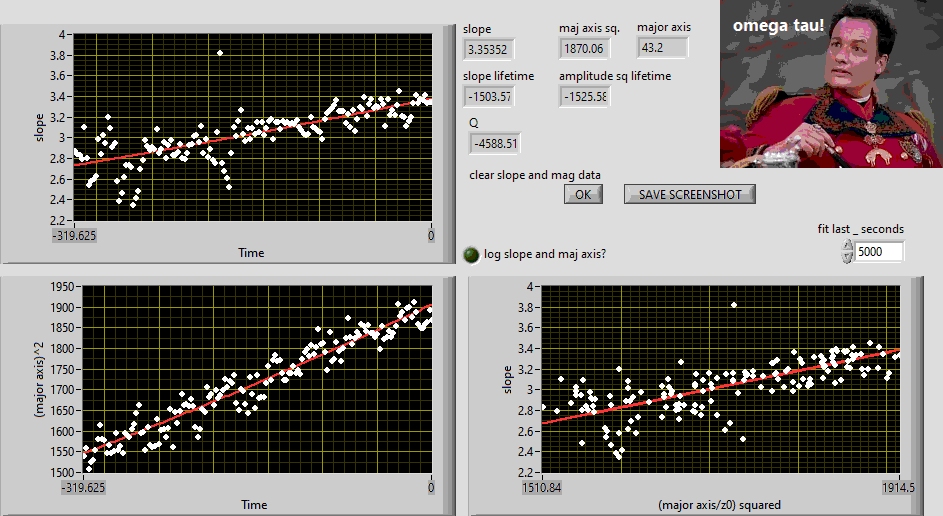 slope
maj axis sq.
major axis
3.35352
1870.06
43.2
slope lifetime
amplitude sq lifetime
-1503.57
-1525.58
Q
-4588.51
clear slope and mag data
OK
SAVE SCREENSHOT
omega tau!
fit last _ seconds
5000
log slope and maj axis?
slope
4
3.8
3.6
3.4
3.2
3
2.8
2.6
2.4
2.2
-319.625
0
Time
(major axis)^2
1950
1900
1850
1800
1750
1700
1650
1600
1550
1500
-319.625
0
Time
slope
4
3.8
3.6
3.4
3.2
3
2.8
2.6
2.4
2.2
1510.84
1914.5
(major axis/z0) squared